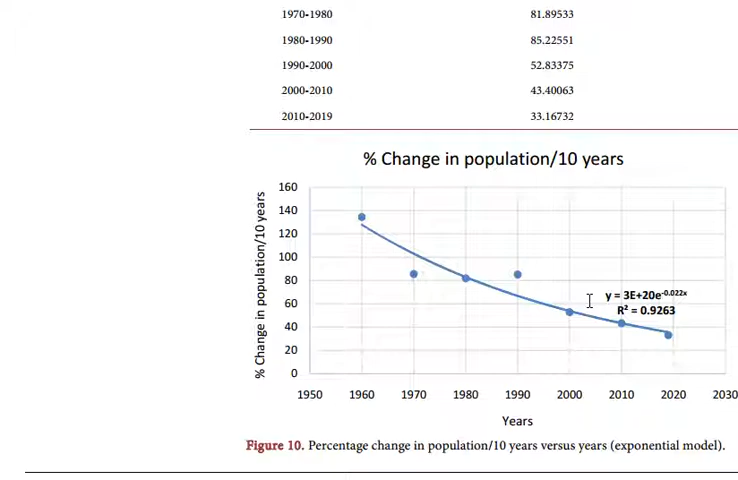 1970-1980 81.89533
1980-1990 85.22551
1990-2000 52.83375
2000-2010 43.40063
2010-2019 33.16732
% Change in population/10 years
% Change in population/10 years
160
140
120
100
80
60
40
20
0
y = 3E+20e^-0.022x
R² = 0.9263
1950 1960 1970 1980 1990 2000 2010 2020 2030
Years
Figure 10. Percentage change in population/10 years versus years (exponential model).